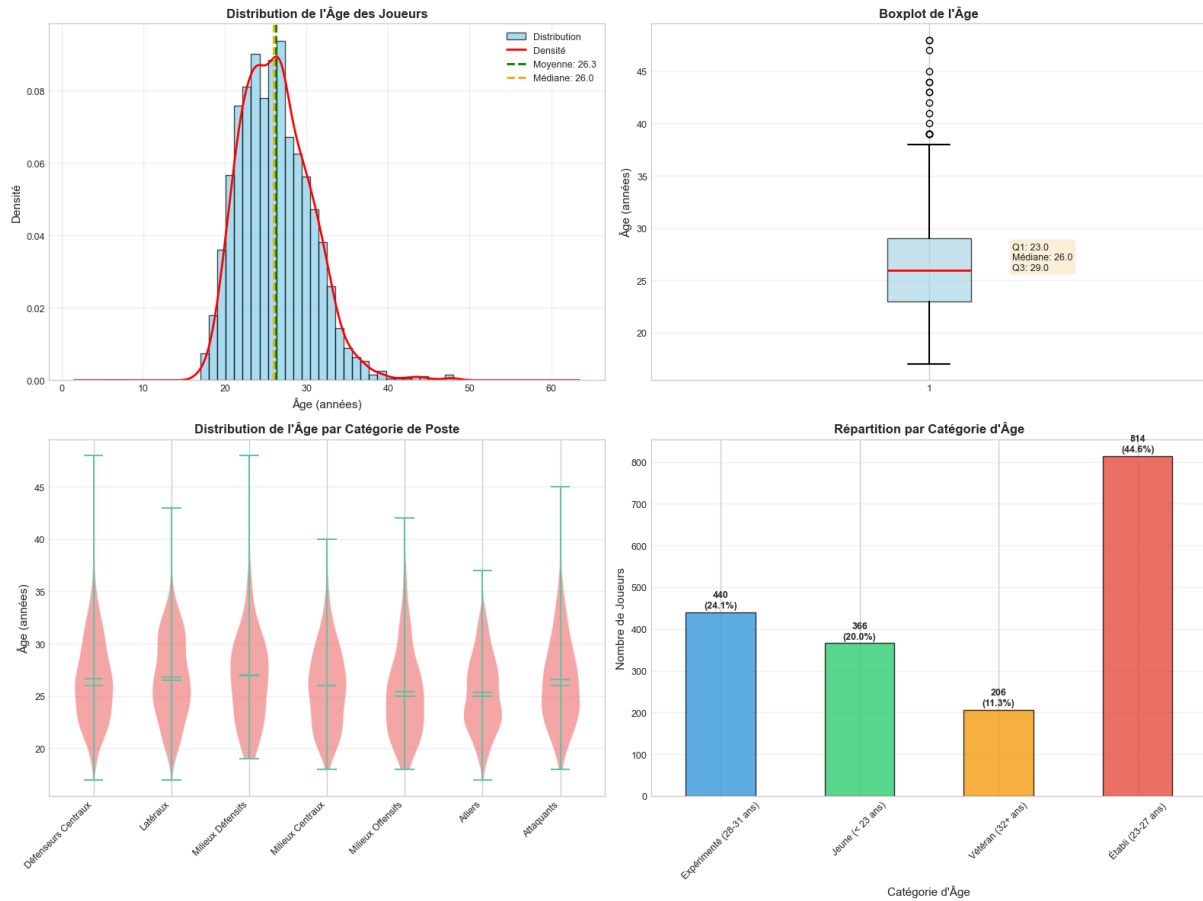 Distribution de l'Âge des Joueurs
Distribution
Densité
Moyenne: 26.3
Médiane: 26.0
Densité
0.08
0.06
0.04
0.02
0.00
0 10 20 30 40 50 60
Âge (années)
Boxplot de l'Âge
Âge (années)
45
40
35
30
25
20
Q1: 23.0
Médiane: 26.0
Q3: 29.0
1
Distribution de l'Âge par Catégorie de Poste
Âge (années)
45
40
35
30
25
20
Défenseurs Centraux
Latéraux
Milieux Défensifs
Milieux Centraux
Milieux Offensifs
Ailiers
Attaquants
Répartition par Catégorie d'Âge
Nombre de Joueurs
800
700
600
500
400
300
200
100
0
440
(24.1%)
366
(20.0%)
206
(11.3%)
814
(44.6%)
Expérimenté (28-31 ans)
Jeune (< 23 ans)
Vétéran (32+ ans)
Établi (23-27 ans)
Catégorie d'Âge